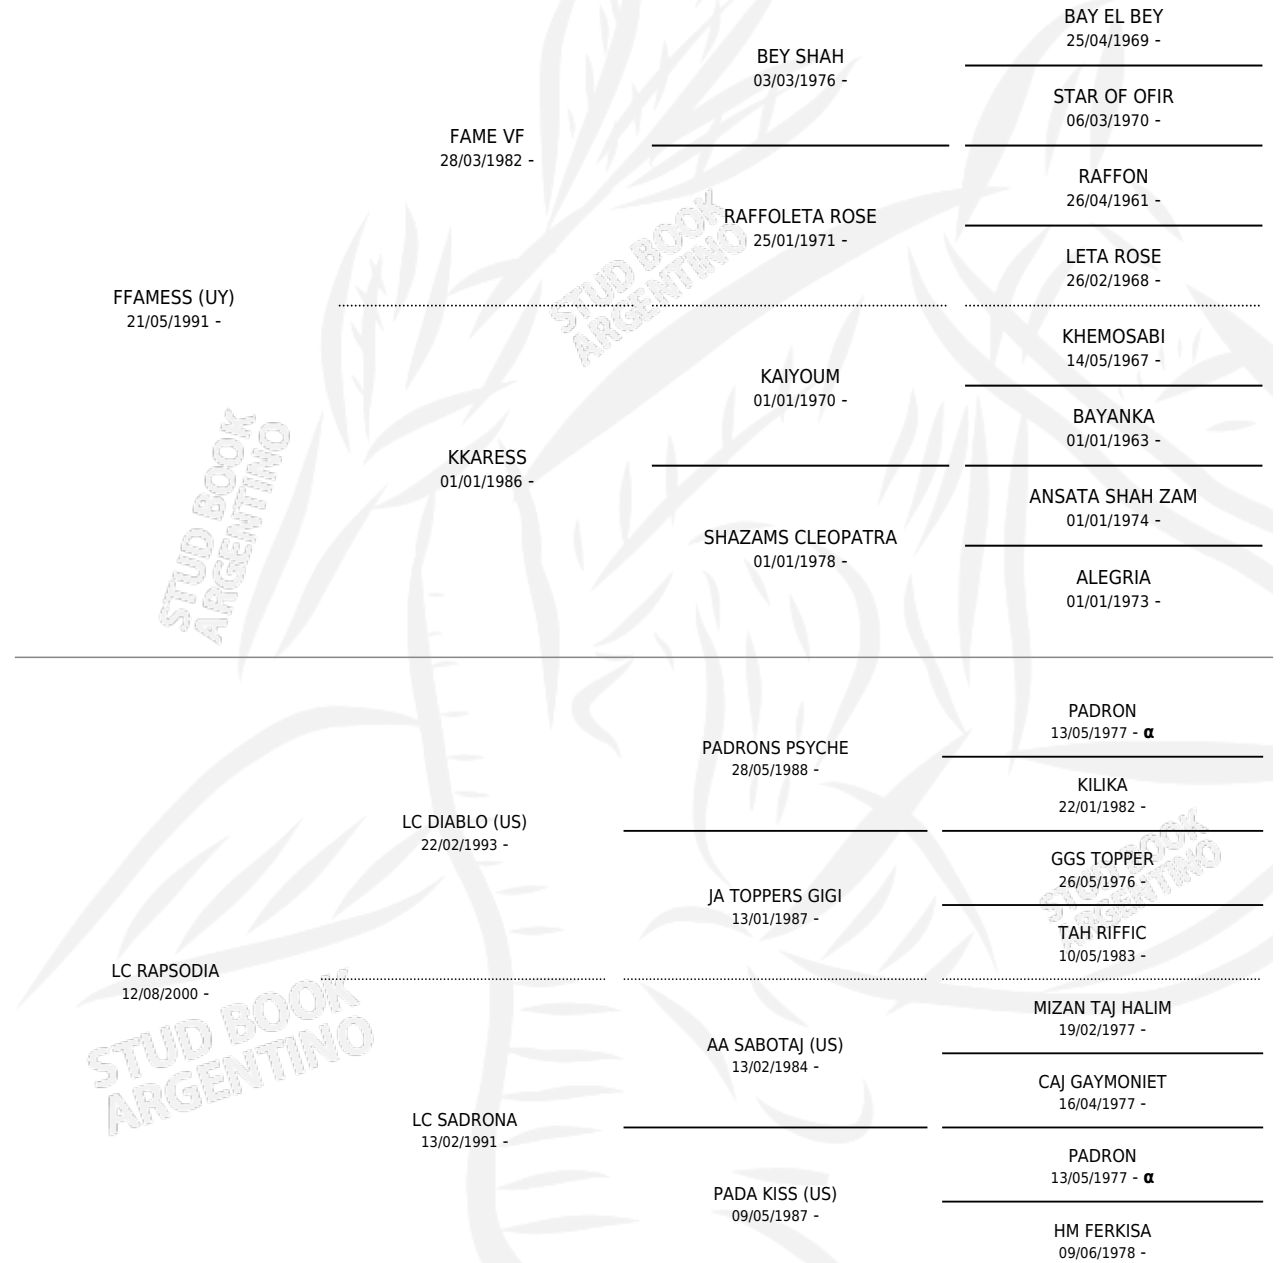 BAY EL BEY
25/04/1969 -
BEY SHAH
03/03/1976 -
STAR OF OFIR
06/03/1970 -
FAME VF
28/03/1982 -
RAFFON
26/04/1961 -
RAFFOLETA ROSE
25/01/1971 -
LETA ROSE
26/02/1968 -
FFAMESS (UY)
21/05/1991 -
KHEMOSABI
14/05/1967 -
KAIYOUM
01/01/1970 -
BAYANKA
01/01/1963 -
KKARESS
01/01/1986 -
ANSATA SHAH ZAM
01/01/1974 -
SHAZAMS CLEOPATRA
01/01/1978 -
ALEGRIA
01/01/1973 -
STUD BOOK
ARGENTINO
STUD BOOK
ARGENTINO
PADRON
13/05/1977 - α
PADRONS PSYCHE
28/05/1988 -
KILIKA
22/01/1982 -
LC DIABLO (US)
22/02/1993 -
GGS TOPPER
26/05/1976 -
JA TOPPERS GIGI
13/01/1987 -
TAH RIFFIC
10/05/1983 -
LC RAPSODIA
12/08/2000 -
MIZAN TAJ HALIM
19/02/1977 -
AA SABOTAJ (US)
13/02/1984 -
CAJ GAYMONIET
16/04/1977 -
LC SADRONA
13/02/1991 -
PADRON
13/05/1977 - α
PADA KISS (US)
09/05/1987 -
HM FERKISA
09/06/1978 -
STUD BOOK
ARGENTINO
STUD BOOK
ARGENTINO